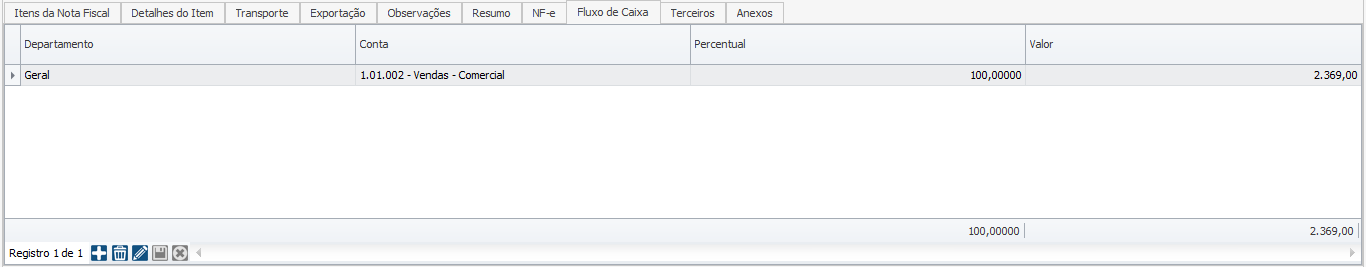 Itens da Nota Fiscal Detalhes do Item Transporte Exportação Observações Resumo NF-e Fluxo de Caixa Terceiros Anexos
Departamento Conta Percentual Valor
Geral 1.01.002 - Vendas - Comercial 100,00000 2.369,00
100,00000 2.369,00
Registro 1 de 1